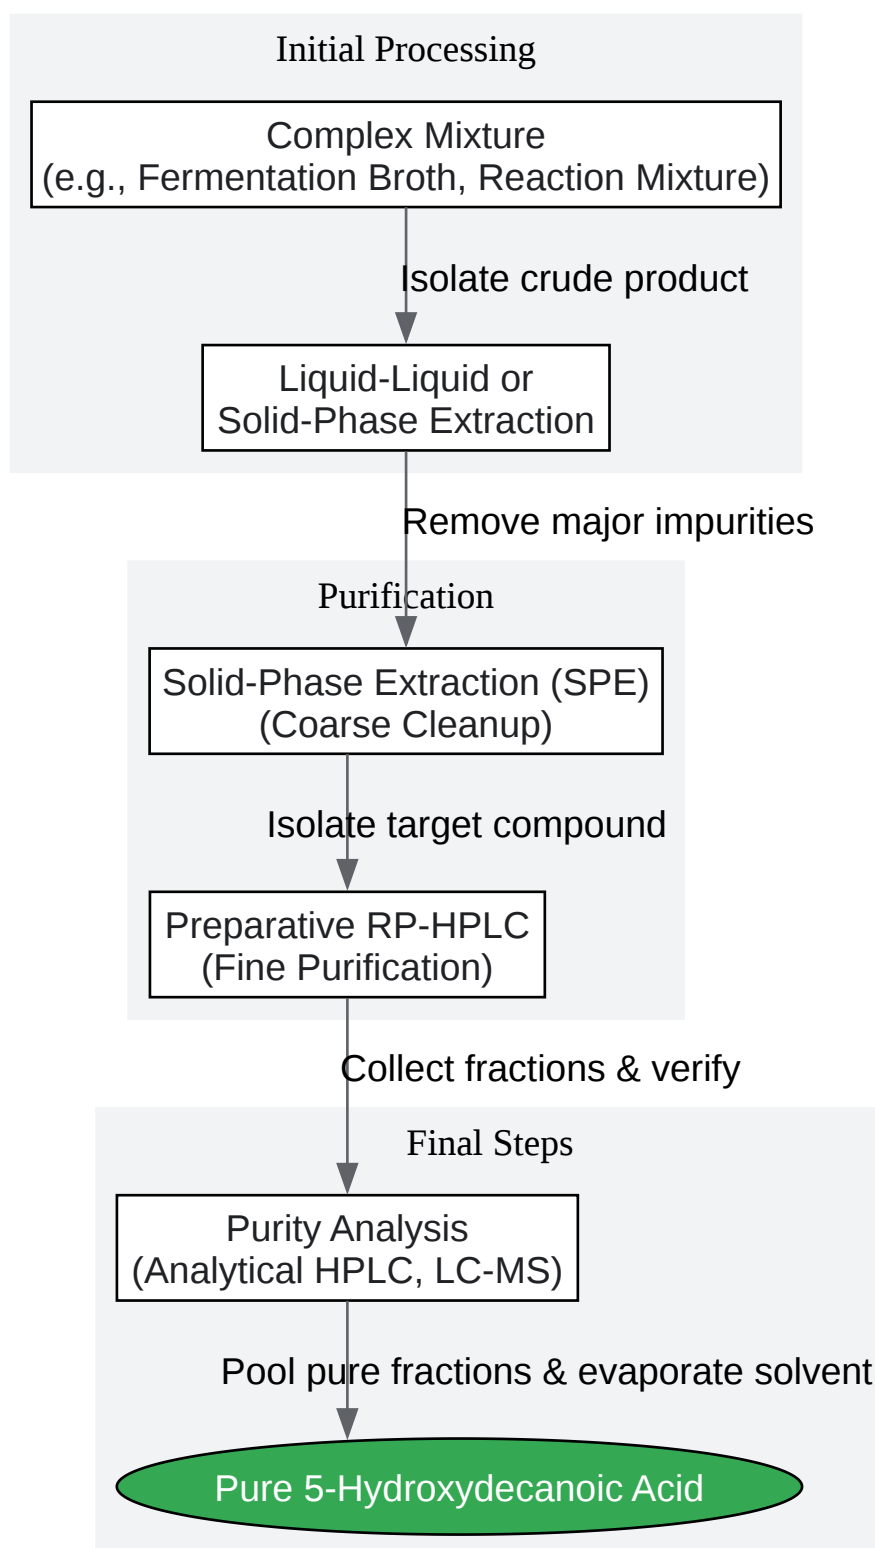 Initial Processing
Complex Mixture
(e.g., Fermentation Broth, Reaction Mixture)
Isolate crude product
Liquid-Liquid or
Solid-Phase Extraction
Remove major impurities
Purification
Solid-Phase Extraction (SPE)
(Coarse Cleanup)
Isolate target compound
Preparative RP-HPLC
(Fine Purification)
Collect fractions & verify
Final Steps
Purity Analysis
(Analytical HPLC, LC-MS)
Pool pure fractions & evaporate solvent
Pure 5-Hydroxydecanoic Acid